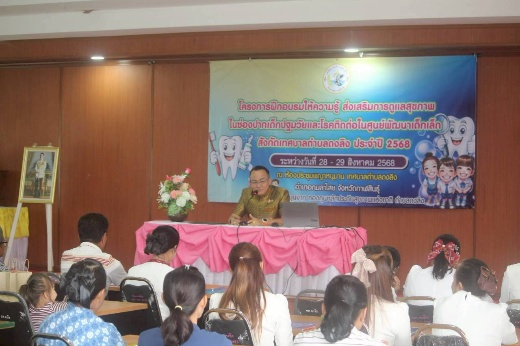 โครงการฝึกอบรมให้ความรู้ ส่งเสริมการดูแลสุขภาพ
ในช่องปากเด็กปฐมวัยและโรคติดต่อในศูนย์พัฒนาเด็กเล็ก
สังกัดเทศบาลตำบลดงลิง ประจำปี 2568
ระหว่างวันที่ 28 - 29 สิงหาคม 2568
ณ ห้องประชุมพญาหนุมาน เทศบาลตำบลดงลิง
อำเภอกมลาไสย จังหวัดกาฬสินธุ์